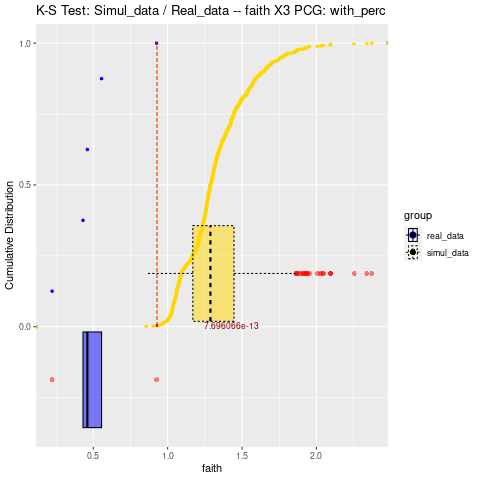 K-S Test: Simul_data / Real_data -- faith X3 PCG: with_perc
Cumulative Distribution
1.0
0.5
0.0
7.696066e-13
group
real_data
simul_data
0.5
1.0
1.5
2.0
faith